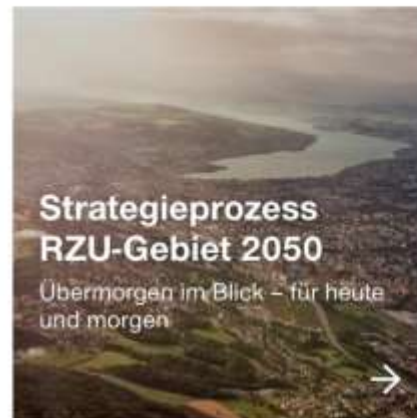 Strategieprozess
RZU-Gebiet 2050
Übermorgen im Blick – für heute
und morgen